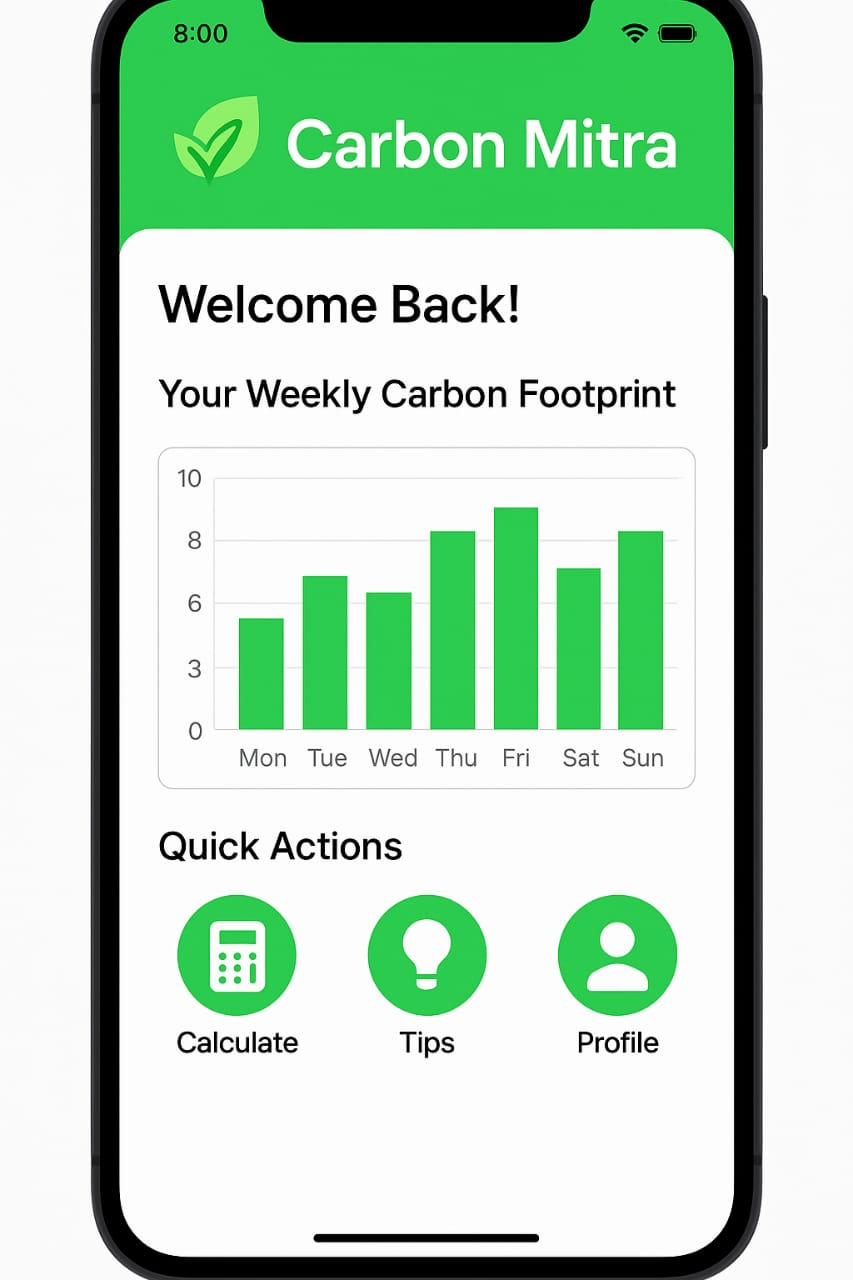 8:00
Carbon Mitra
Welcome Back!
Your Weekly Carbon Footprint
10
8
6
3
0
Mon Tue Wed Thu Fri Sat Sun
Quick Actions
Calculate Tips Profile